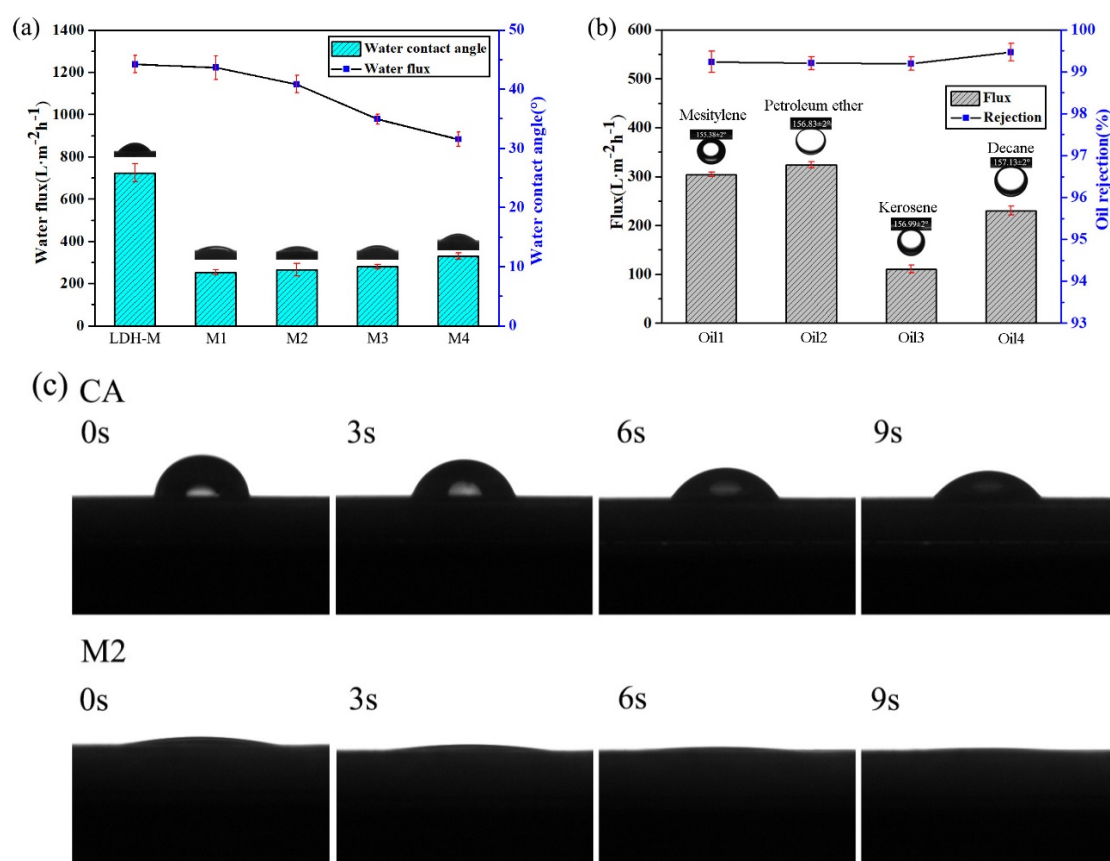 (a)
1400
1200
1000
800
600
400
200
0
Water flux(L·m⁻²h⁻¹)
Water contact angle
Water flux
50
40
30
20
10
0
Water contact angle(°)
LDH-M M1 M2 M3 M4
(b)
600
500
400
300
200
100
0
Flux(L·m⁻²h⁻¹)
Flux
Rejection
Mesitylene
155.38±2°
Petroleum ether
156.83±2°
Kerosene
156.99±2°
Decane
157.13±2°
100
99
98
97
96
95
94
93
Oil rejection(%)
Oil1 Oil2 Oil3 Oil4
(c) CA
0s 3s 6s 9s
M2
0s 3s 6s 9s